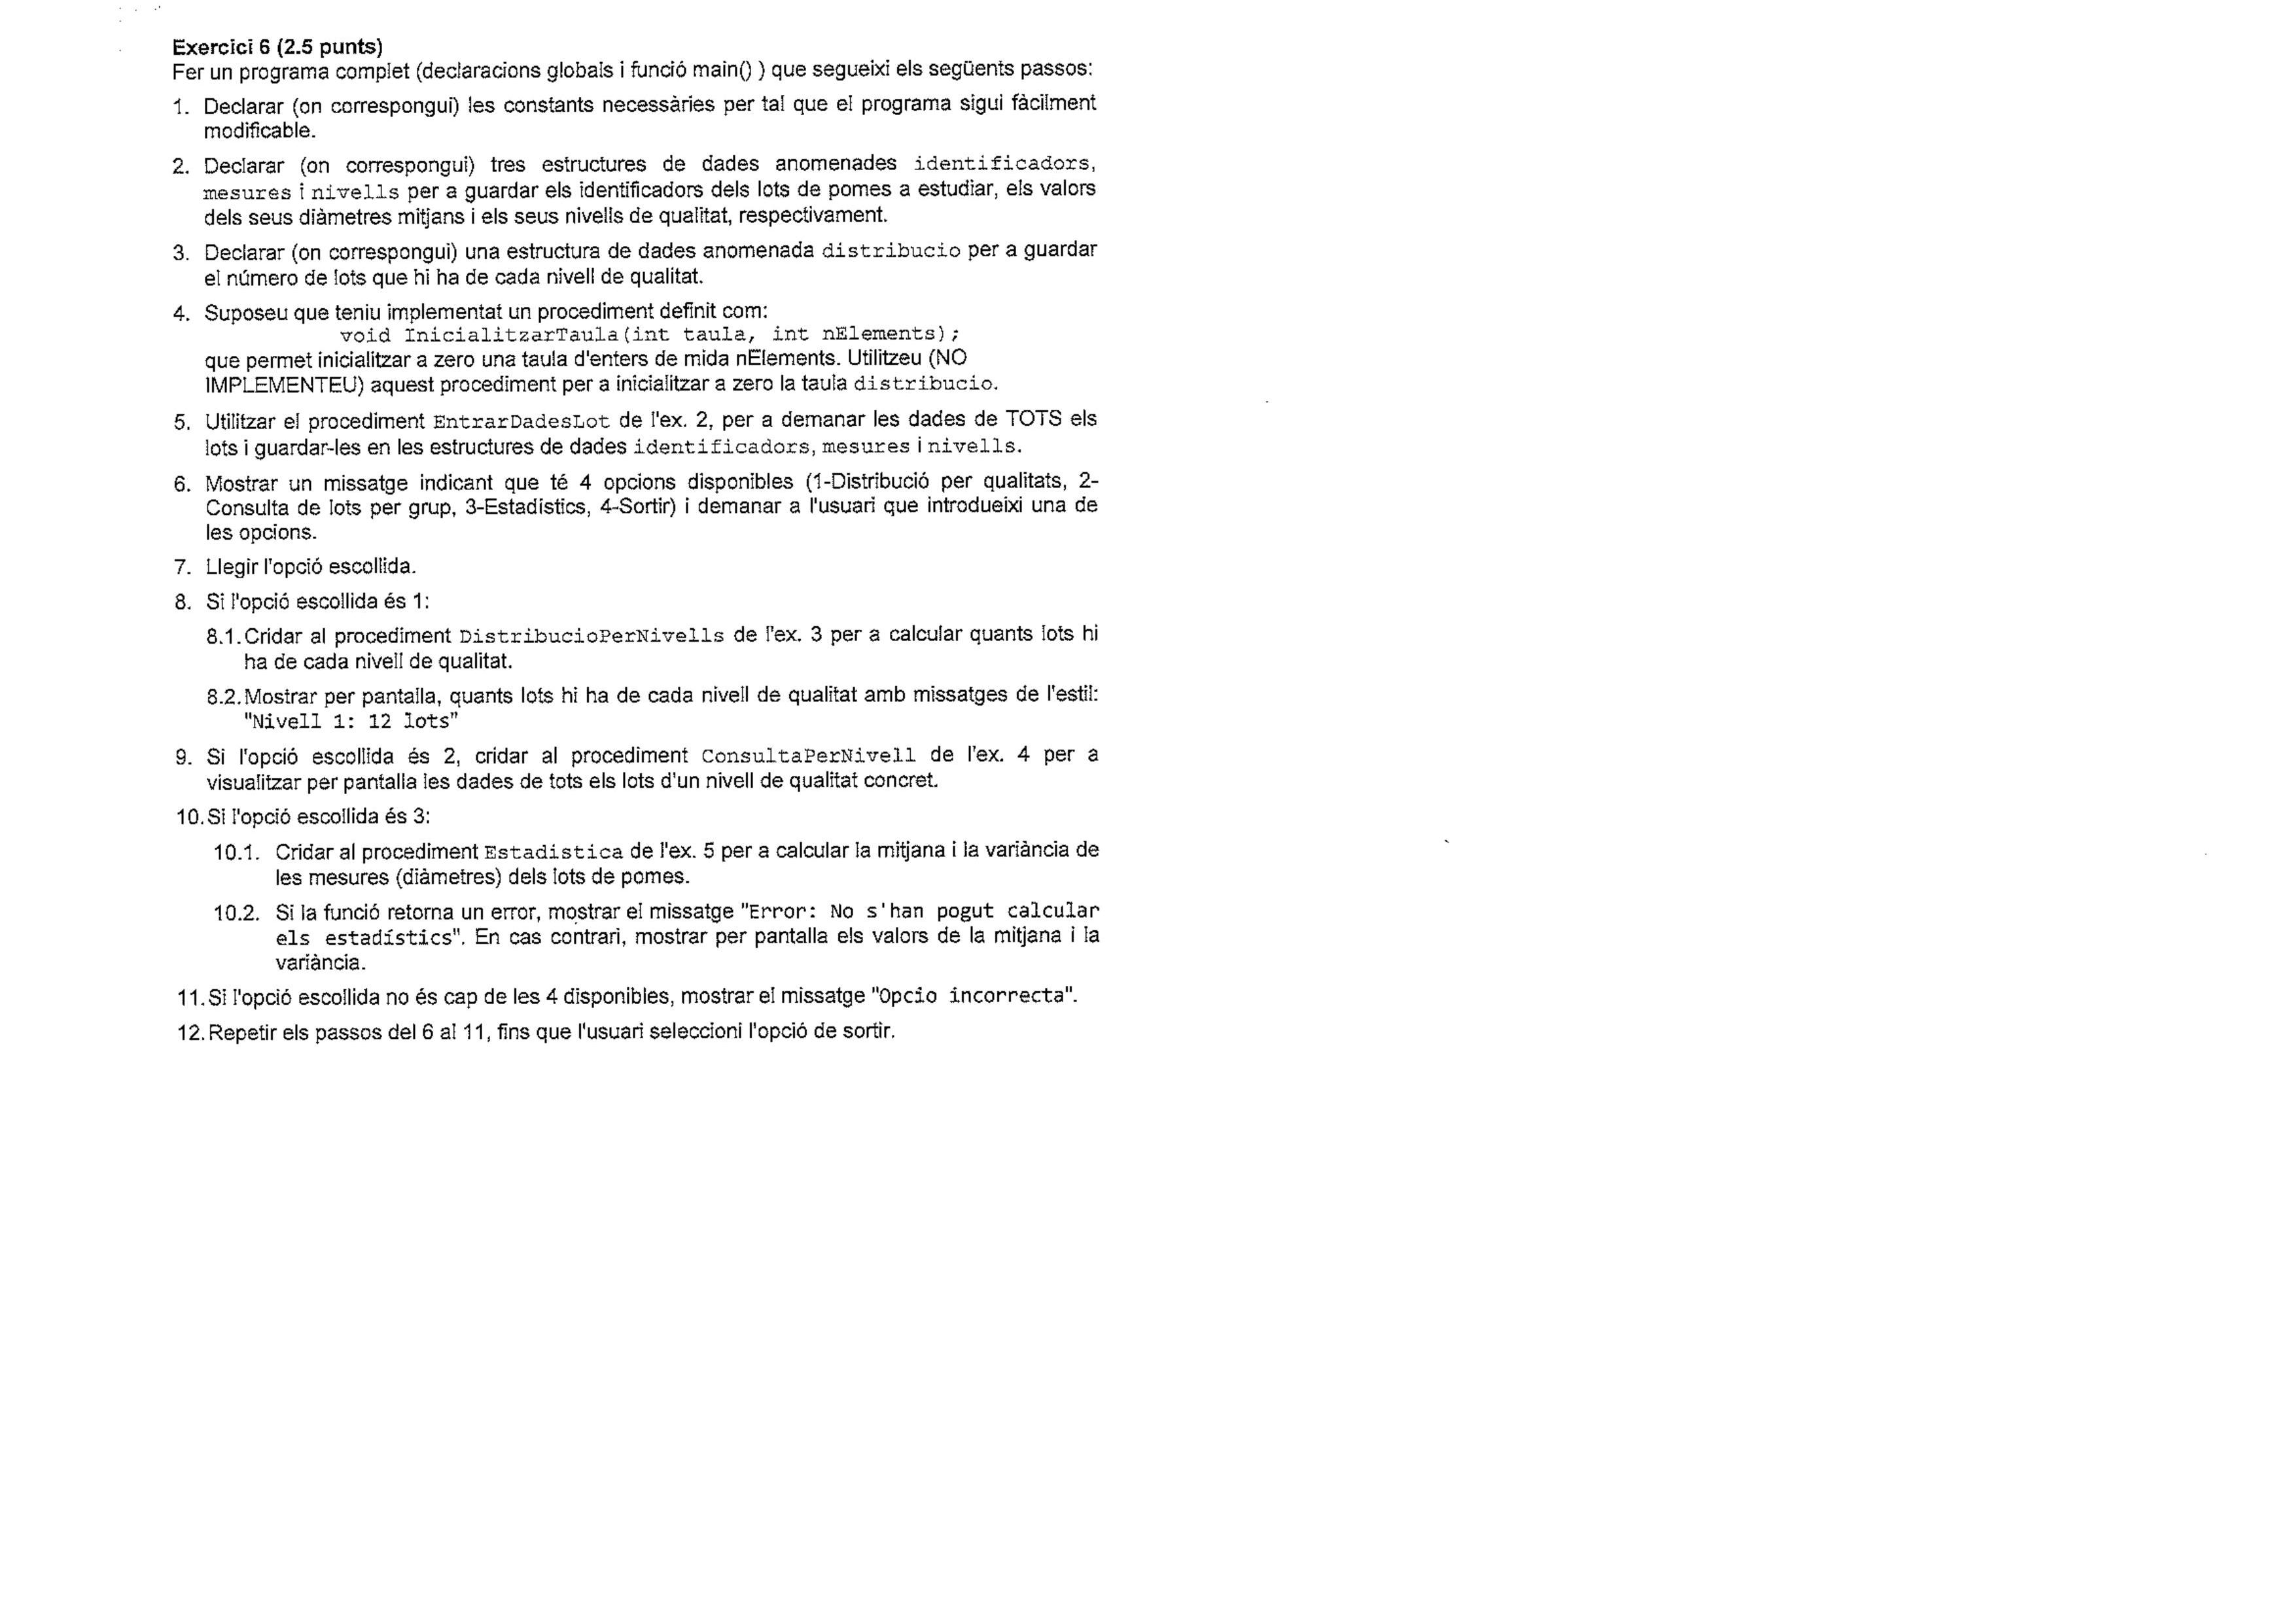 Exercici 6 (2.5 punts)
Fer un programa complet (declaracions globals i funció main() ) que segueixi els següents passos:
1. Declarar (on correspongui) les constants necessàries per tal que el programa sigui fàcilment
modificable.
2. Declarar (on correspongui) tres estructures de dades anomenades identificadors,
mesures i nivells per a guardar els identificadors dels lots de pomes a estudiar, els valors
dels seus diàmetres mitjans i els seus nivells de qualitat, respectivament.
3. Declarar (on correspongui) una estructura de dades anomenada distribucio per a guardar
el número de lots que hi ha de cada nivell de qualitat.
4. Suposeu que teniu implementat un procediment definit com:
void InicialitzarTaula(int taula, int nElements);
que permet inicialitzar a zero una taula d'enters de mida nElements. Utilitzeu (NO
IMPLEMENTEU) aquest procediment per a inicialitzar a zero la taula distribucio.
5. Utilitzar el procediment EntrarDadesLot de l'ex. 2, per a demanar les dades de TOTS els
lots i guardar-les en les estructures de dades identificadors, mesures i nivells.
6. Mostrar un missatge indicant que té 4 opcions disponibles (1-Distribució per qualitats, 2-
Consulta de lots per grup, 3-Estadístics, 4-Sortir) i demanar a l'usuari que introdueixi una de
les opcions.
7. Llegir l'opció escollida.
8. Si l'opció escollida és 1:
8.1. Cridar al procediment DistribucioPerNivells de l'ex. 3 per a calcular quants lots hi
ha de cada nivell de qualitat.
8.2. Mostrar per pantalla, quants lots hi ha de cada nivell de qualitat amb missatges de l'estil:
"Nivell 1: 12 lots"
9. Si l'opció escollida és 2, cridar al procediment ConsultaPerNivell de l'ex. 4 per a
visualitzar per pantalla les dades de tots els lots d'un nivell de qualitat concret.
10. Si l'opció escollida és 3:
10.1. Cridar al procediment Estadistica de l'ex. 5 per a calcular la mitjana i la variància de
les mesures (diàmetres) dels lots de pomes.
10.2. Si la funció retorna un error, mostrar el missatge "Error: No s'han pogut calcular
els estadístics". En cas contrari, mostrar per pantalla els valors de la mitjana i la
variància.
11. Si l'opció escollida no és cap de les 4 disponibles, mostrar el missatge "Opcio incorrecta".
12. Repetir els passos del 6 al 11, fins que l'usuari seleccioni l'opció de sortir.